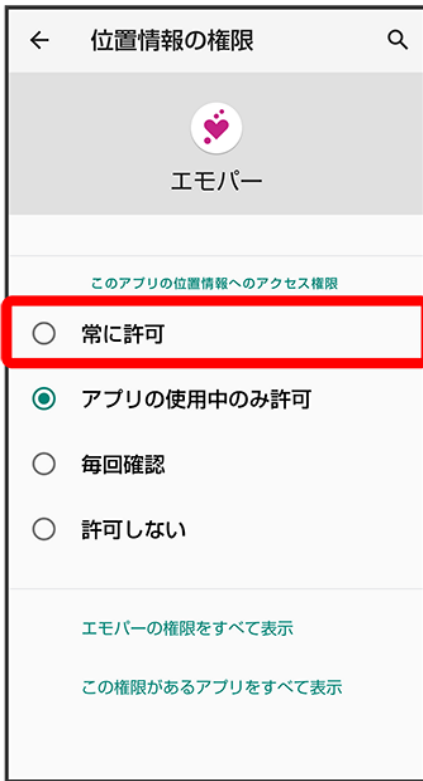 位置情報の権限
エモパー
このアプリの位置情報へのアクセス権限
常に許可
アプリの使用中のみ許可
毎回確認
許可しない
エモパーの権限をすべて表示
この権限があるアプリをすべて表示